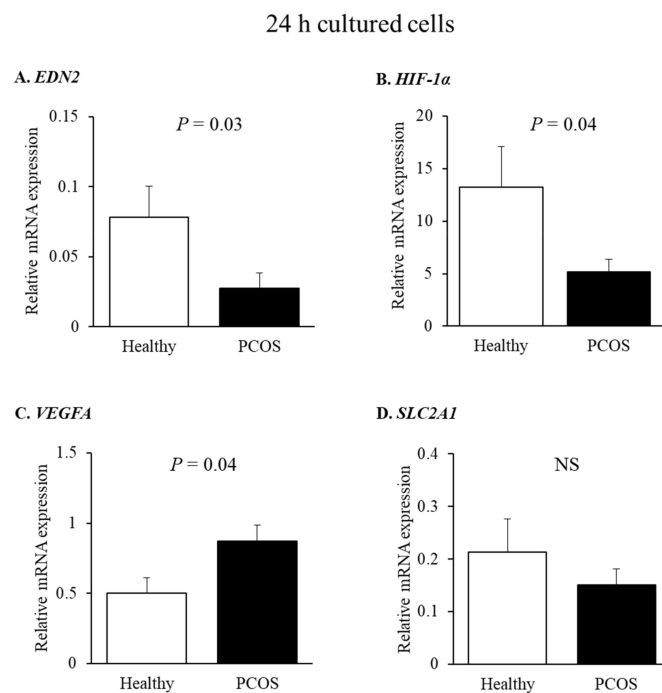 24 h cultured cells
A. EDN2
Relative mRNA expression
0.15
0.1
0.05
0
P = 0.03
Healthy PCOS
B. HIF-1α
Relative mRNA expression
20
15
10
5
0
P = 0.04
Healthy PCOS
C. VEGFA
Relative mRNA expression
1.5
1
0.5
0
P = 0.04
Healthy PCOS
D. SLC2A1
Relative mRNA expression
0.4
0.3
0.2
0.1
0
NS
Healthy PCOS